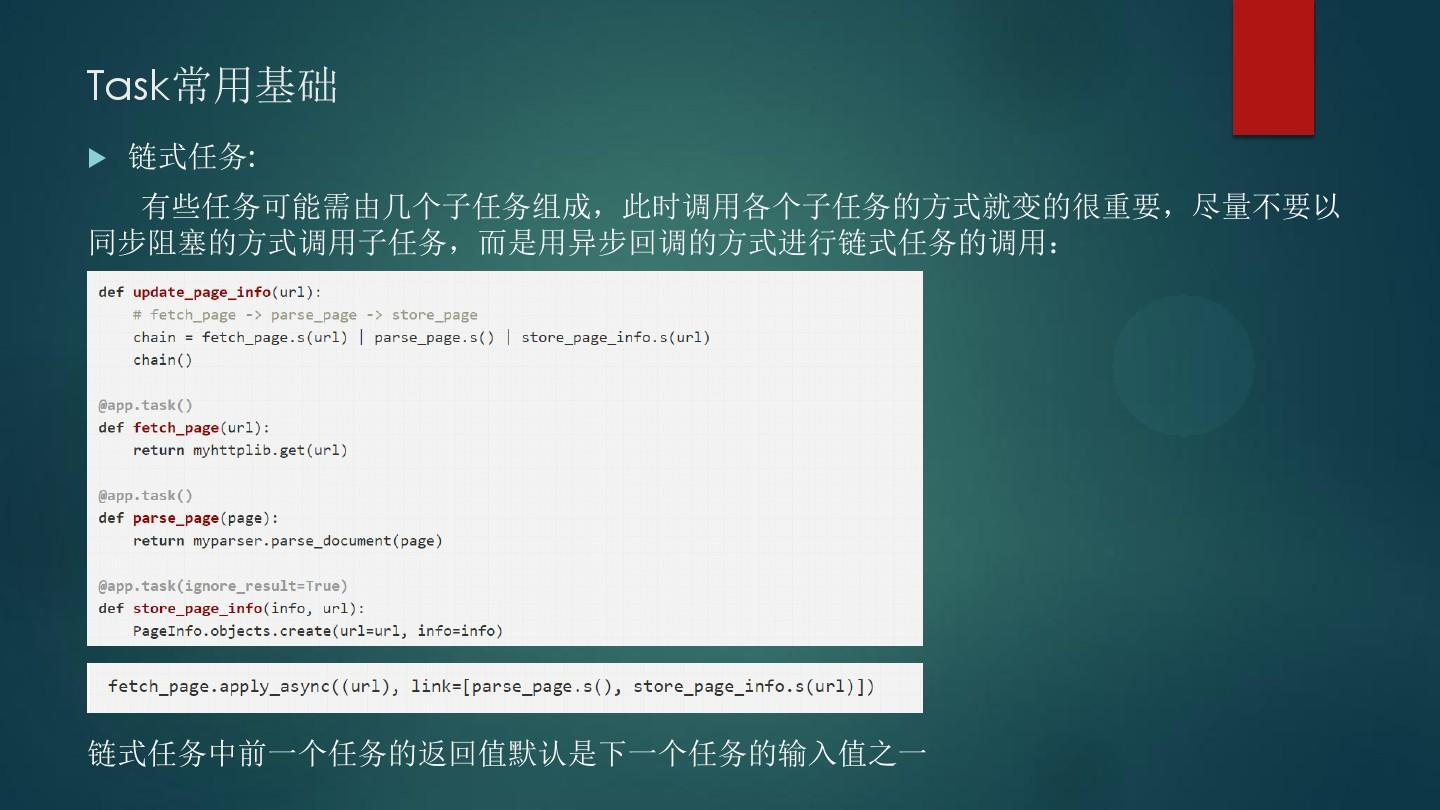 Task常用基础
链式任务:
有些任务可能需由几个子任务组成，此时调用各个子任务的方式就变的很重要，尽量不要以
同步阻塞的方式调用子任务，而是用异步回调的方式进行链式任务的调用：
def update_page_info(url):
    # fetch_page -> parse_page -> store_page
    chain = fetch_page.s(url) | parse_page.s() | store_page_info.s(url)
    chain()
@app.task()
def fetch_page(url):
    return myhttplib.get(url)
@app.task()
def parse_page(page):
    return myparser.parse_document(page)
@app.task(ignore_result=True)
def store_page_info(info, url):
    PageInfo.objects.create(url=url, info=info)
fetch_page.apply_async((url), link=[parse_page.s(), store_page_info.s(url)])
链式任务中前一个任务的返回值默认是下一个任务的输入值之一